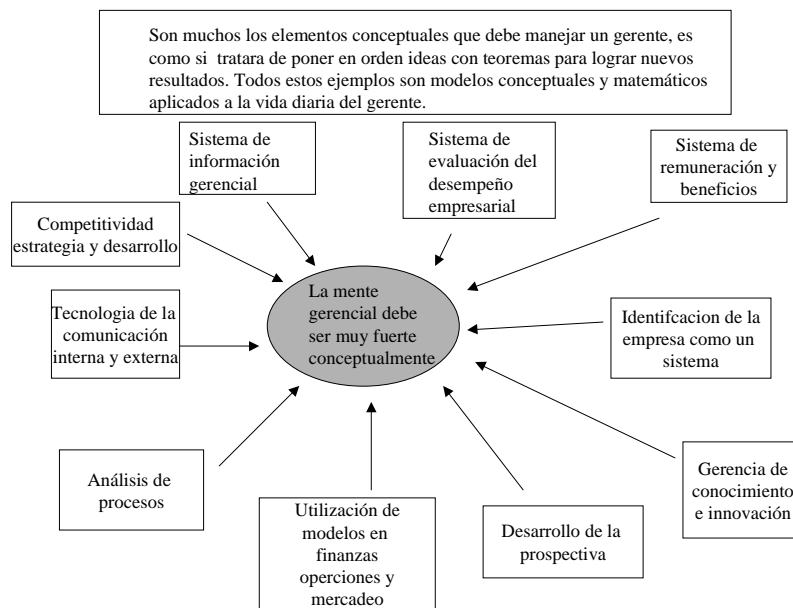 Son muchos los elementos conceptuales que debe manejar un gerente, es
como si tratara de poner en orden ideas con teoremas para lograr nuevos
resultados. Todos estos ejemplos son modelos conceptuales y matemáticos
aplicados a la vida diaria del gerente.
Sistema de
información
gerencial
Sistema de
evaluación del
desempeño
empresarial
Sistema de
remuneración y
beneficios
Competitividad
estrategia y desarrollo
La mente
gerencial debe
ser muy fuerte
conceptualmente
Tecnologia de la
comunicación
interna y externa
Identifcacion de la
empresa como un
sistema
Análisis de
procesos
Utilización de
modelos en
finanzas
operciones y
mercadeo
Desarrollo de la
prospectiva
Gerencia de
conocimiento
e innovación